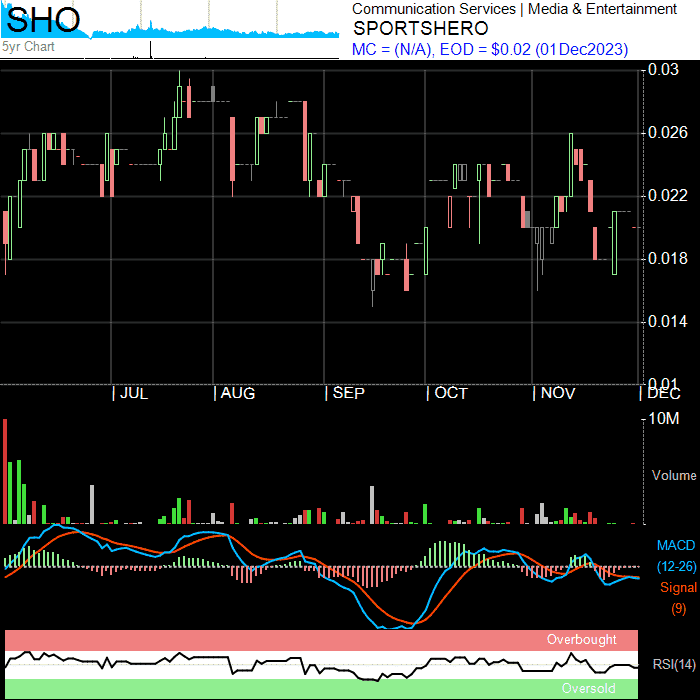 SHO
5yr Chart
Communication Services | Media & Entertainment
SPORTSHERO
MC = (N/A), EOD = $0.02 (01Dec2023)
0.03
0.026
0.022
0.018
0.014
0.01
| JUL | AUG | SEP | OCT | NOV | DEC
10M
Volume
MACD
(12-26)
Signal
(9)
Overbought
RSI(14)
Oversold